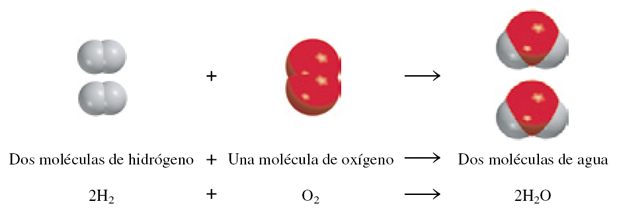 + ⟶
Dos moléculas de hidrógeno + Una molécula de oxígeno ⟶ Dos moléculas de agua
2H₂ + O₂ ⟶ 2H₂O